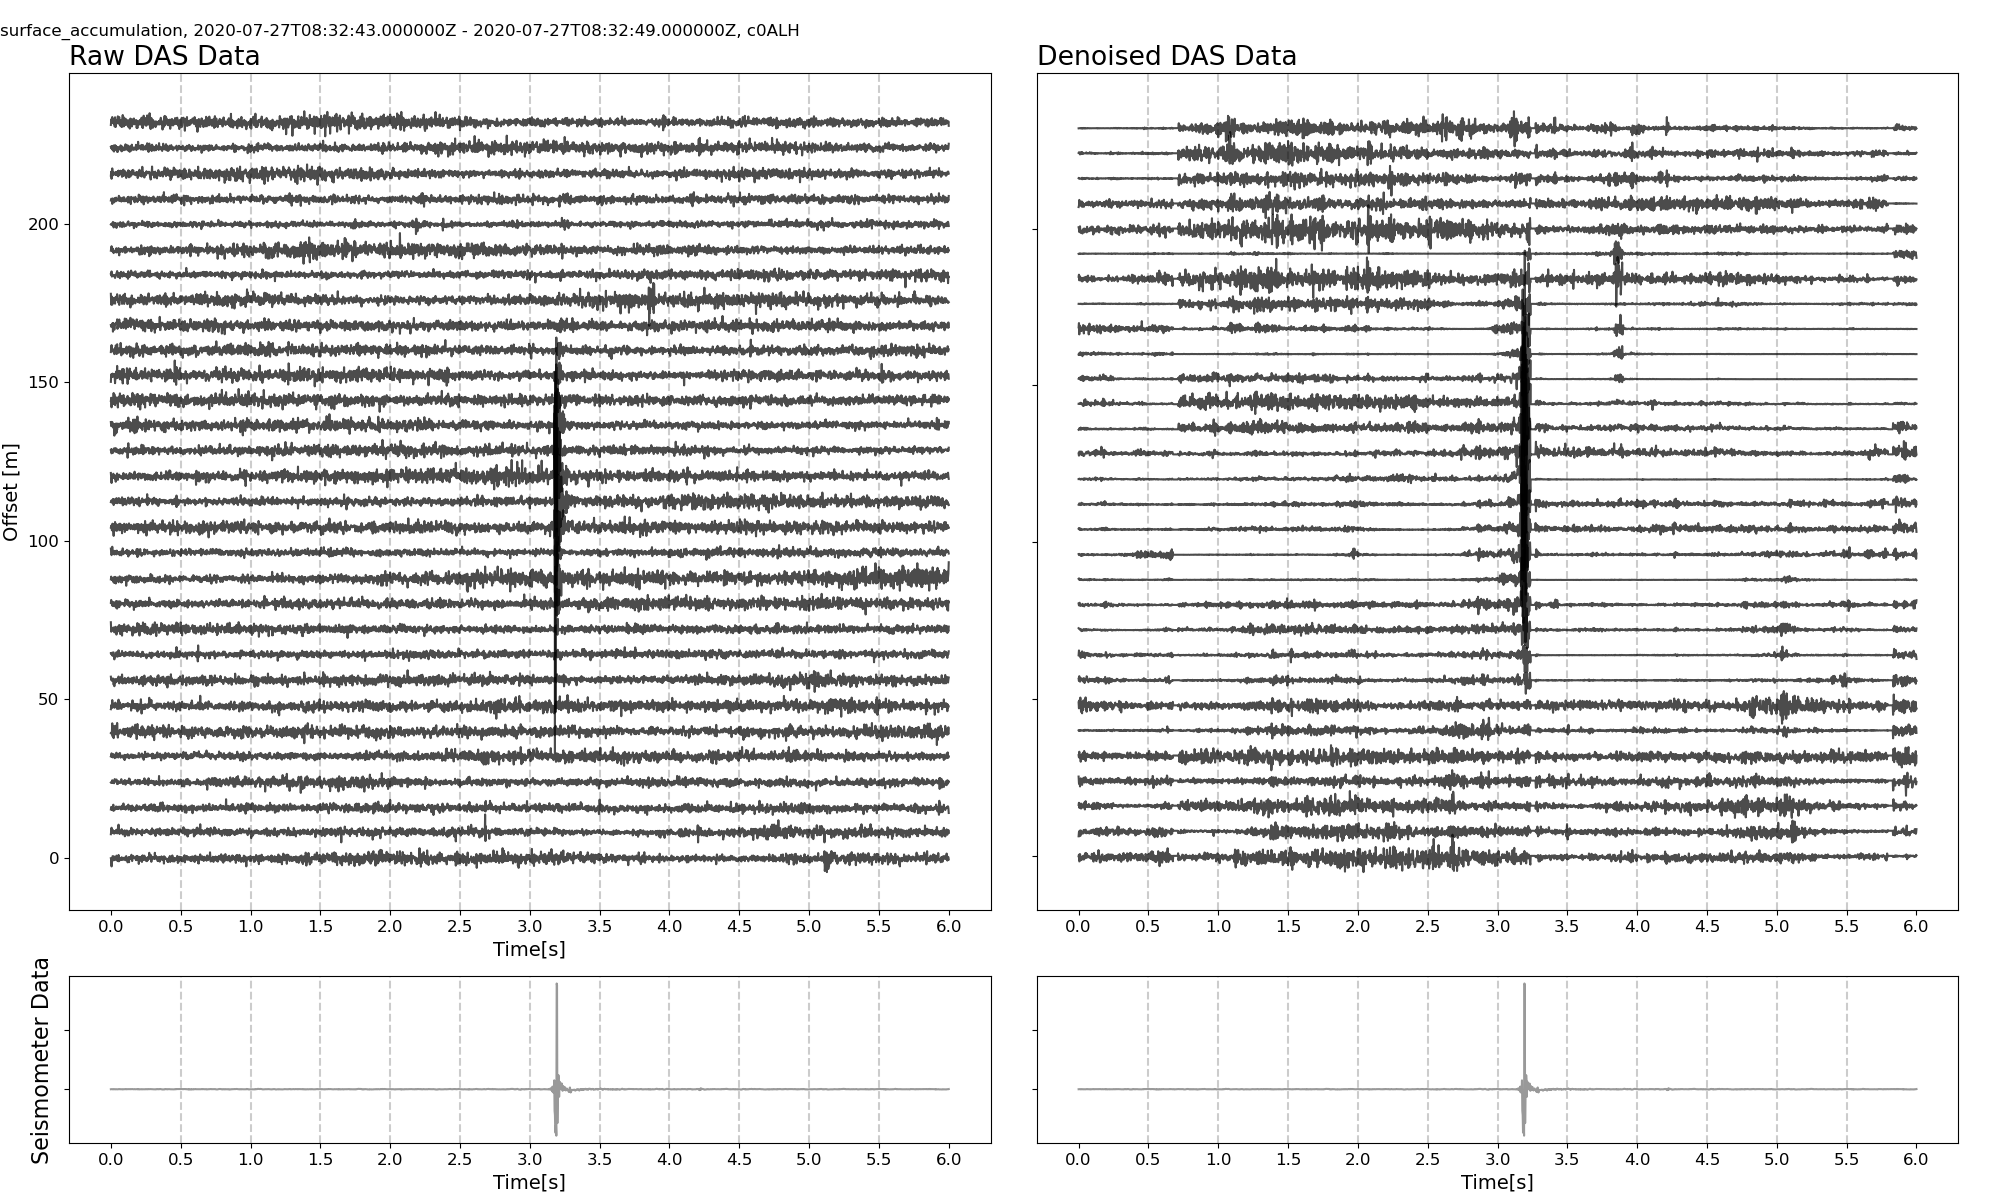 surface_accumulation, 2020-07-27T08:32:43.000000Z - 2020-07-27T08:32:49.000000Z, c0ALH
Raw DAS Data
Denoised DAS Data
Offset [m]
200
150
100
50
0
0.0 0.5 1.0 1.5 2.0 2.5 3.0 3.5 4.0 4.5 5.0 5.5 6.0
Time[s]
0.0 0.5 1.0 1.5 2.0 2.5 3.0 3.5 4.0 4.5 5.0 5.5 6.0
Seismometer Data
0.0 0.5 1.0 1.5 2.0 2.5 3.0 3.5 4.0 4.5 5.0 5.5 6.0
Time[s]
0.0 0.5 1.0 1.5 2.0 2.5 3.0 3.5 4.0 4.5 5.0 5.5 6.0
Time[s]